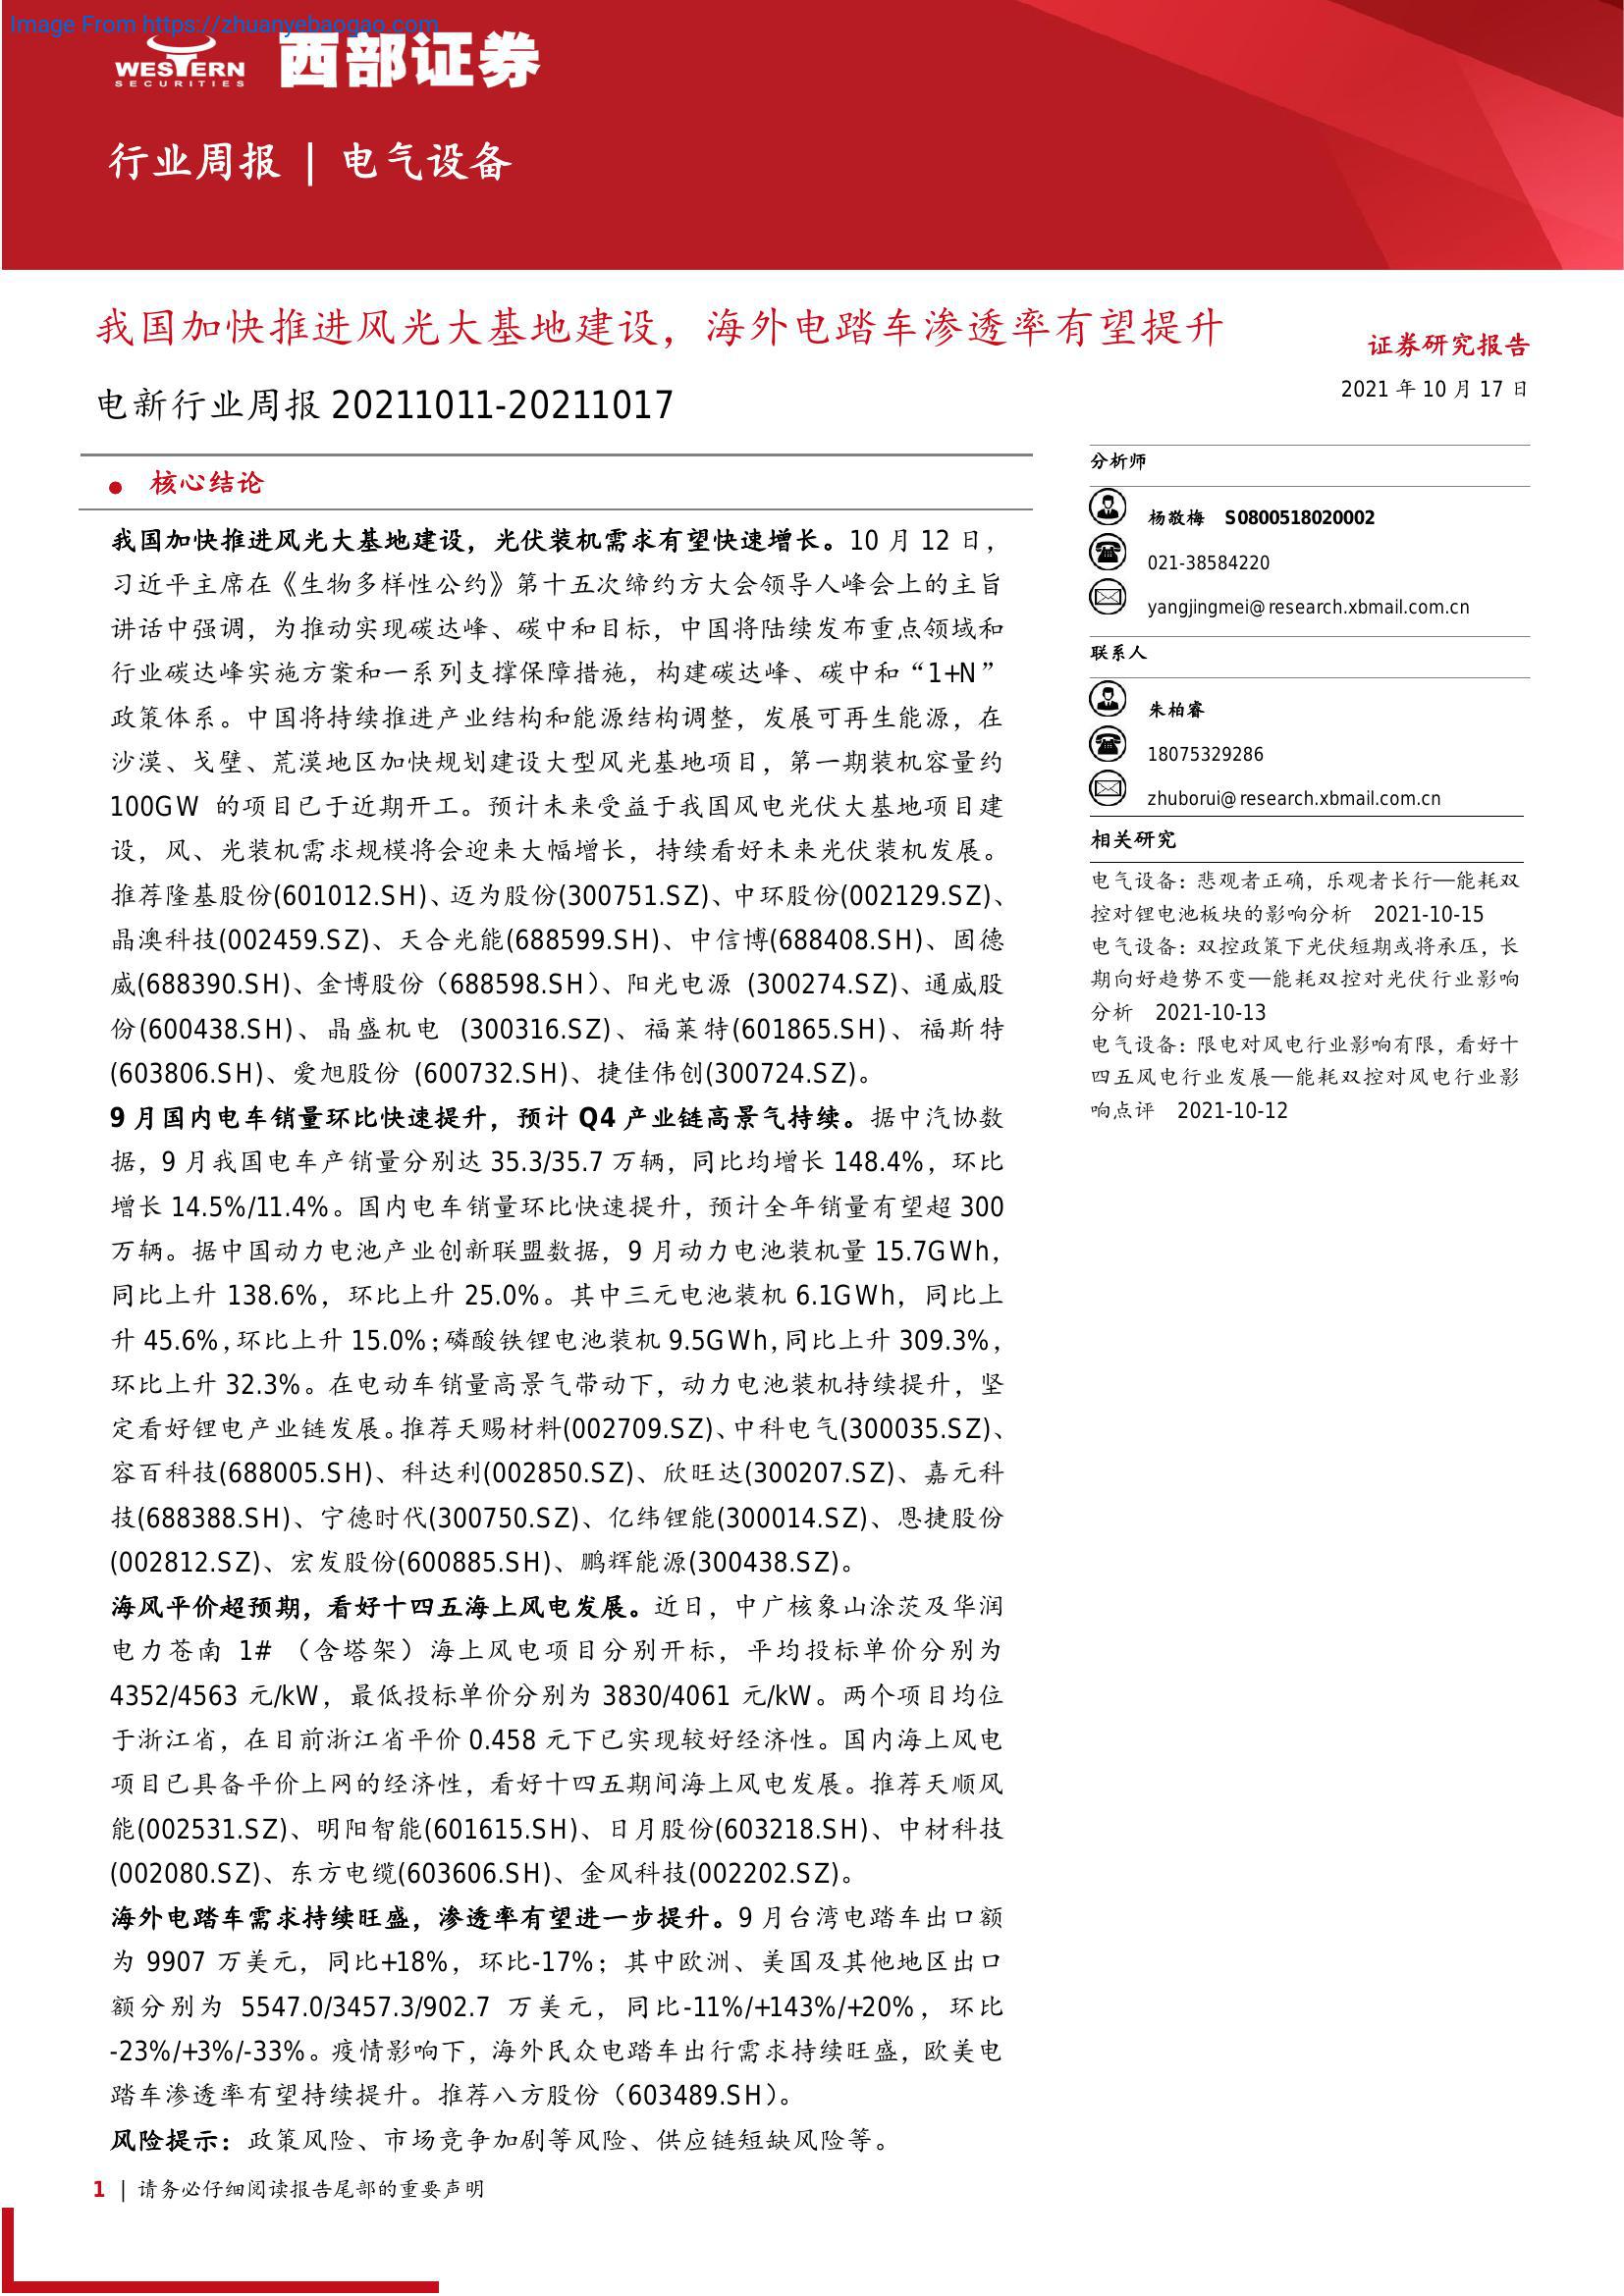 Image From https://zhuanyebaogao.com
WESTERN
SECURITIES
西部证券
行业周报 | 电气设备
我国加快推进风光大基地建设，海外电踏车渗透率有望提升
电新行业周报 20211011-20211017
证券研究报告
2021 年 10 月 17 日
● 核心结论
我国加快推进风光大基地建设，光伏装机需求有望快速增长。10 月 12 日，
习近平主席在《生物多样性公约》第十五次缔约方大会领导人峰会上的主旨
讲话中强调，为推动实现碳达峰、碳中和目标，中国将陆续发布重点领域和
行业碳达峰实施方案和一系列支撑保障措施，构建碳达峰、碳中和“1+N”
政策体系。中国将持续推进产业结构和能源结构调整，发展可再生能源，在
沙漠、戈壁、荒漠地区加快规划建设大型风光基地项目，第一期装机容量约
100GW 的项目已于近期开工。预计未来受益于我国风电光伏大基地项目建
设，风、光装机需求规模将会迎来大幅增长，持续看好未来光伏装机发展。
推荐隆基股份(601012.SH)、迈为股份(300751.SZ)、中环股份(002129.SZ)、
晶澳科技(002459.SZ)、天合光能(688599.SH)、中信博(688408.SH)、固德
威(688390.SH)、金博股份（688598.SH）、阳光电源 (300274.SZ)、通威股
份(600438.SH)、晶盛机电 (300316.SZ)、福莱特(601865.SH)、福斯特
(603806.SH)、爱旭股份 (600732.SH)、捷佳伟创(300724.SZ)。
9 月国内电车销量环比快速提升，预计 Q4 产业链高景气持续。据中汽协数
据，9 月我国电车产销量分别达 35.3/35.7 万辆，同比均增长 148.4%，环比
增长 14.5%/11.4%。国内电车销量环比快速提升，预计全年销量有望超 300
万辆。据中国动力电池产业创新联盟数据，9 月动力电池装机量 15.7GWh，
同比上升 138.6%，环比上升 25.0%。其中三元电池装机 6.1GWh，同比上
升 45.6%，环比上升 15.0%；磷酸铁锂电池装机 9.5GWh，同比上升 309.3%，
环比上升 32.3%。在电动车销量高景气带动下，动力电池装机持续提升，坚
定看好锂电产业链发展。推荐天赐材料(002709.SZ)、中科电气(300035.SZ)、
容百科技(688005.SH)、科达利(002850.SZ)、欣旺达(300207.SZ)、嘉元科
技(688388.SH)、宁德时代(300750.SZ)、亿纬锂能(300014.SZ)、恩捷股份
(002812.SZ)、宏发股份(600885.SH)、鹏辉能源(300438.SZ)。
海风平价超预期，看好十四五海上风电发展。近日，中广核象山涂茨及华润
电力苍南 1# （含塔架）海上风电项目分别开标，平均投标单价分别为
4352/4563 元/kW，最低投标单价分别为 3830/4061 元/kW。两个项目均位
于浙江省，在目前浙江省平价 0.458 元下已实现较好经济性。国内海上风电
项目已具备平价上网的经济性，看好十四五期间海上风电发展。推荐天顺风
能(002531.SZ)、明阳智能(601615.SH)、日月股份(603218.SH)、中材科技
(002080.SZ)、东方电缆(603606.SH)、金风科技(002202.SZ)。
海外电踏车需求持续旺盛，渗透率有望进一步提升。9 月台湾电踏车出口额
为 9907 万美元，同比+18%，环比-17%；其中欧洲、美国及其他地区出口
额分别为 5547.0/3457.3/902.7 万美元，同比-11%/+143%/+20%，环比
-23%/+3%/-33%。疫情影响下，海外民众电踏车出行需求持续旺盛，欧美电
踏车渗透率有望持续提升。推荐八方股份（603489.SH）。
风险提示：政策风险、市场竞争加剧等风险、供应链短缺风险等。
分析师
杨敬梅 S0800518020002
021-38584220
yangjingmei@research.xbmail.com.cn
联系人
朱柏睿
18075329286
zhuborui@research.xbmail.com.cn
相关研究
电气设备：悲观者正确，乐观者长行—能耗双
控对锂电池板块的影响分析 2021-10-15
电气设备：双控政策下光伏短期或将承压，长
期向好趋势不变—能耗双控对光伏行业影响
分析 2021-10-13
电气设备：限电对风电行业影响有限，看好十
四五风电行业发展—能耗双控对风电行业影
响点评 2021-10-12
1 | 请务必仔细阅读报告尾部的重要声明